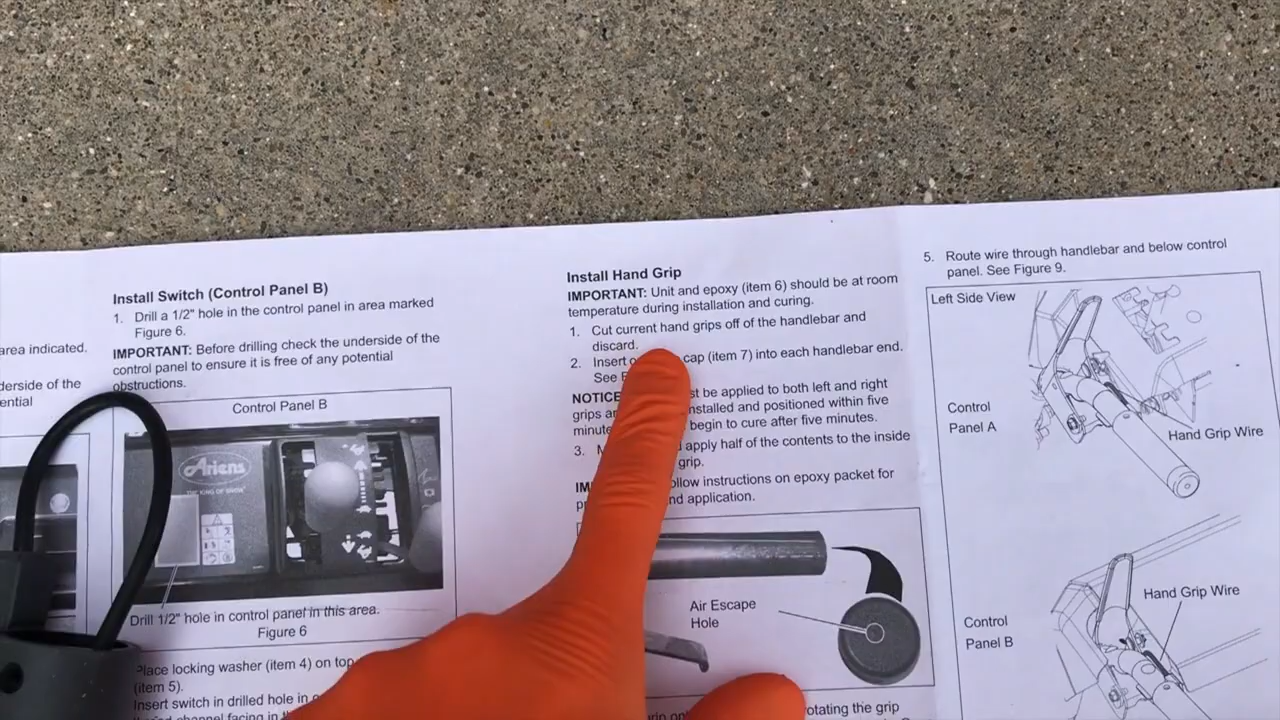 area indicated.
derside of the
ential
Install Switch (Control Panel B)
1. Drill a 1/2" hole in the control panel in area marked
Figure 6.
IMPORTANT: Before drilling check the underside of the
control panel to ensure it is free of any potential
obstructions.
Control Panel B
Ariens
THE KING OF SNOW
Drill 1/2" hole in control panel in this area.
Figure 6
Place locking washer (item 4) on top
(item 5).
Insert switch in drilled hole in
channel facing in
Install Hand Grip
IMPORTANT: Unit and epoxy (item 6) should be at room
temperature during installation and curing.
1. Cut current hand grips off of the handlebar and
discard.
2. Insert cap (item 7) into each handlebar end.
See
NOTICE be applied to both left and right
grips installed and positioned within five
begin to cure after five minutes.
3. apply half of the contents to the inside
grip.
follow instructions on epoxy packet for
application.
Air Escape
Hole
rotating the grip
5. Route wire through handlebar and below control
panel. See Figure 9.
Left Side View
Control
Panel A
Hand Grip Wire
Control
Panel B
Hand Grip Wire